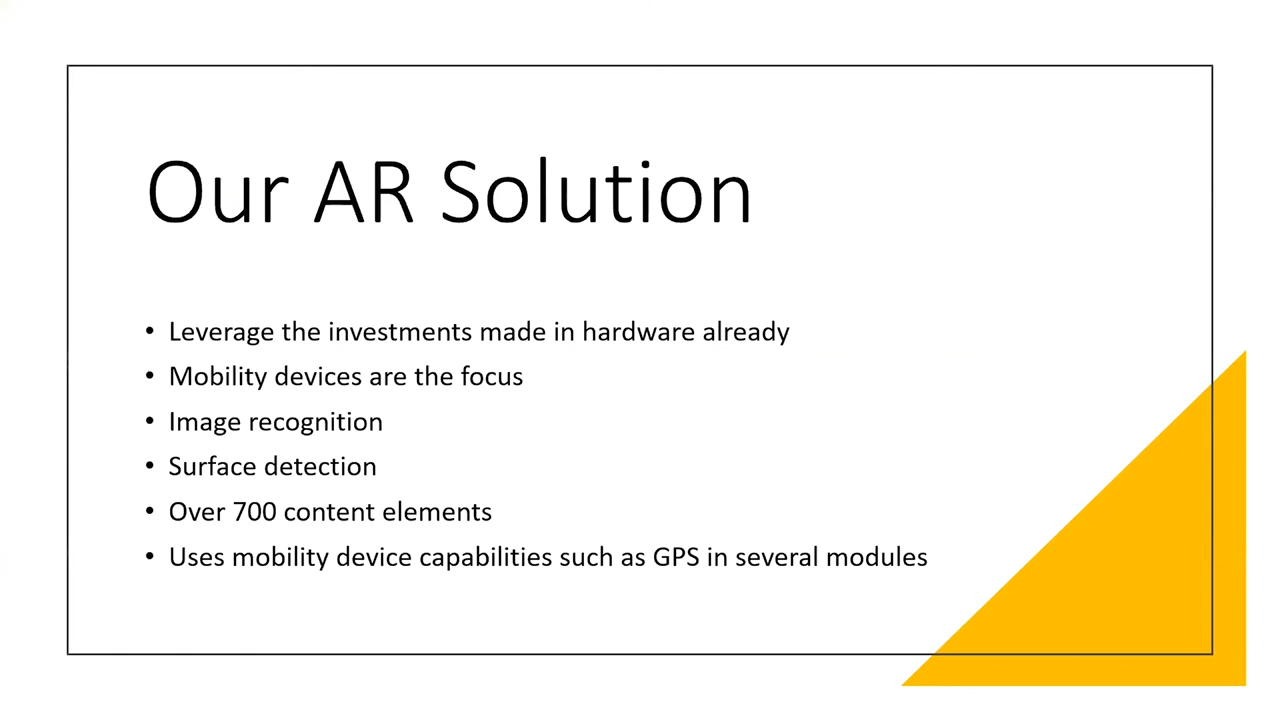 Our AR Solution
• Leverage the investments made in hardware already
• Mobility devices are the focus
• Image recognition
• Surface detection
• Over 700 content elements
• Uses mobility device capabilities such as GPS in several modules